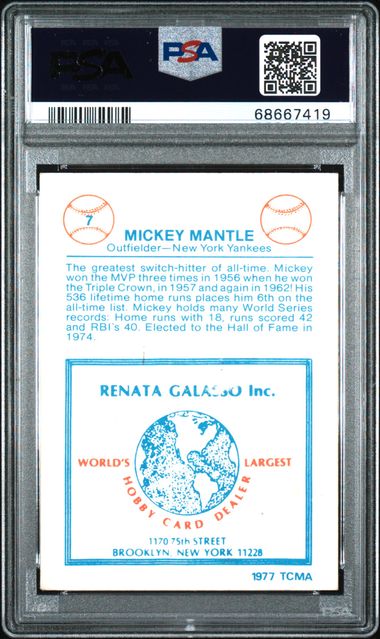 PSA
PSA
68667419
7
MICKEY MANTLE
Outfielder—New York Yankees
The greatest switch-hitter of all-time. Mickey
won the MVP three times in 1956 when he won
the Triple Crown, in 1957 and again in 1962! His
536 lifetime home runs places him 6th on the
all-time list. Mickey holds many World Series
records: Home runs with 18, runs scored 42
and RBI's 40. Elected to the Hall of Fame in
1974.
RENATA GALASSO Inc.
WORLD'S LARGEST
HOBBY CARD DEALER
1170 75th STREET
BROOKLYN, NEW YORK 11228
1977 TCMA